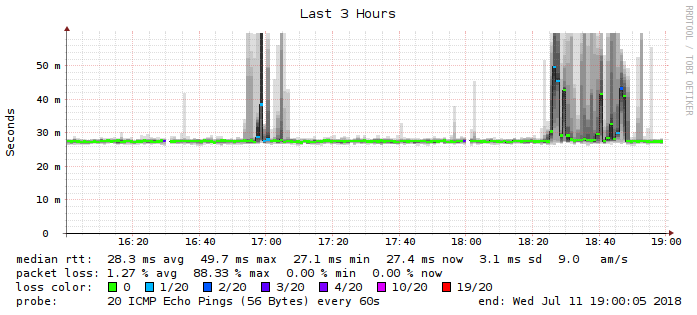 Last 3 Hours
RRDTOOL / TOBI OETIKER
Seconds
50 m
40 m
30 m
20 m
10 m
0
16:20 16:40 17:00 17:20 17:40 18:00 18:20 18:40 19:00
median rtt: 28.3 ms avg 49.7 ms max 27.1 ms min 27.4 ms now 3.1 ms sd 9.0 am/s
packet loss: 1.27 % avg 88.33 % max 0.00 % min 0.00 % now
loss color: 0 1/20 2/20 3/20 4/20 10/20 19/20
probe: 20 ICMP Echo Pings (56 Bytes) every 60s end: Wed Jul 11 19:00:05 2018